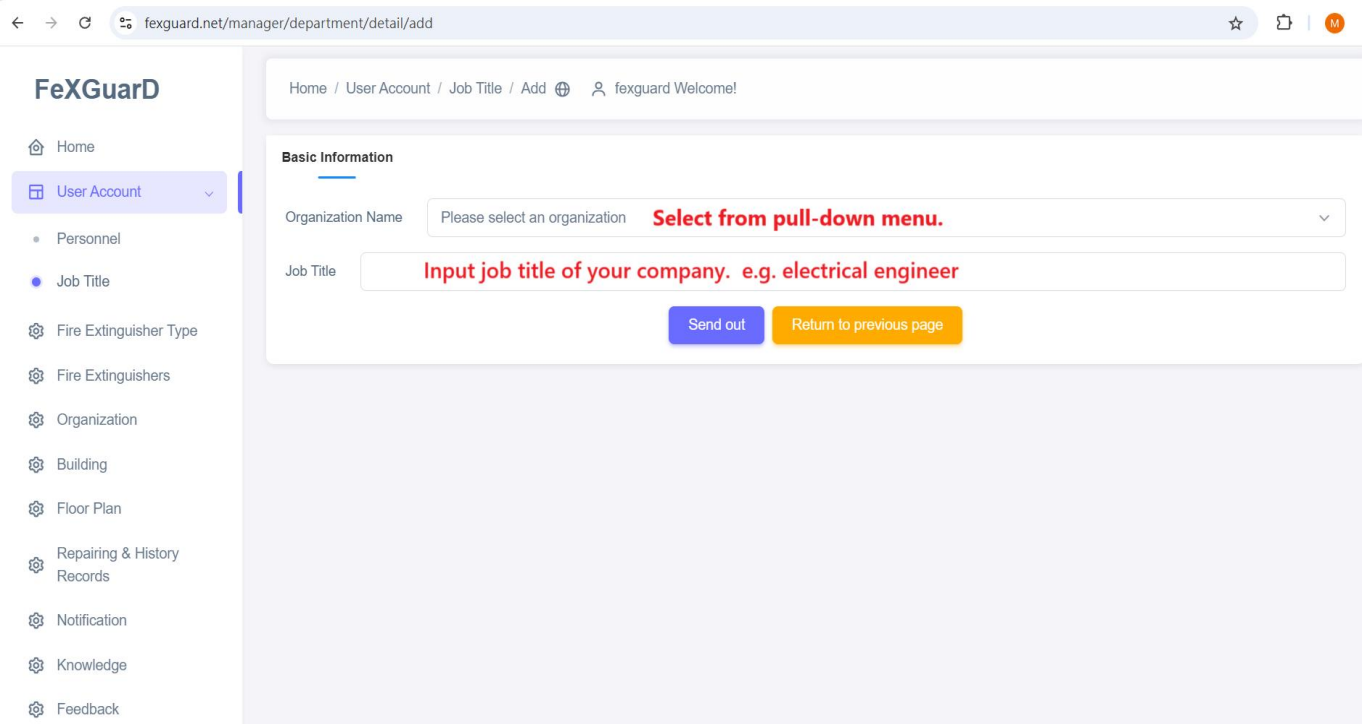 fexguard.net/manager/department/detail/add
M
FeXGuarD
Home / User Account / Job Title / Add fexguard Welcome!
Home
User Account
Personnel
Job Title
Fire Extinguisher Type
Fire Extinguishers
Organization
Building
Floor Plan
Repairing & History
Records
Notification
Knowledge
Feedback
Basic Information
Organization Name Please select an organization Select from pull-down menu.
Job Title Input job title of your company. e.g. electrical engineer
Send out Return to previous page